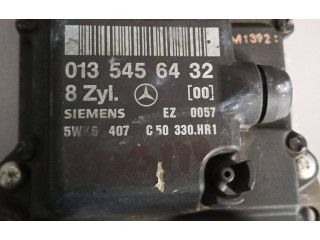 M1392:
013 545 64 32
8 Zyl. [00]
SIEMENS EZ 0057
5WK6 407 C50 330.HR1